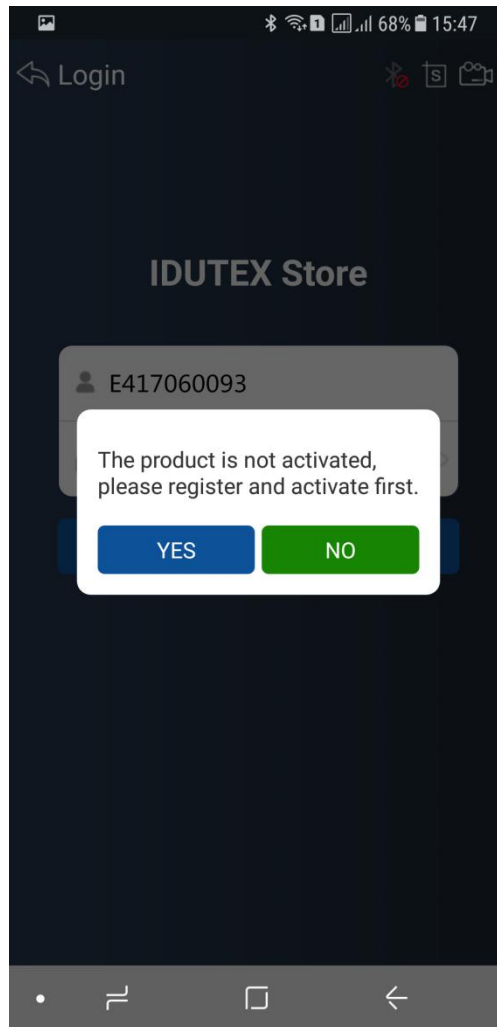 1 68% 15:47
Login
S
IDUTEX Store
E417060093
The product is not activated,
please register and activate first.
YES NO